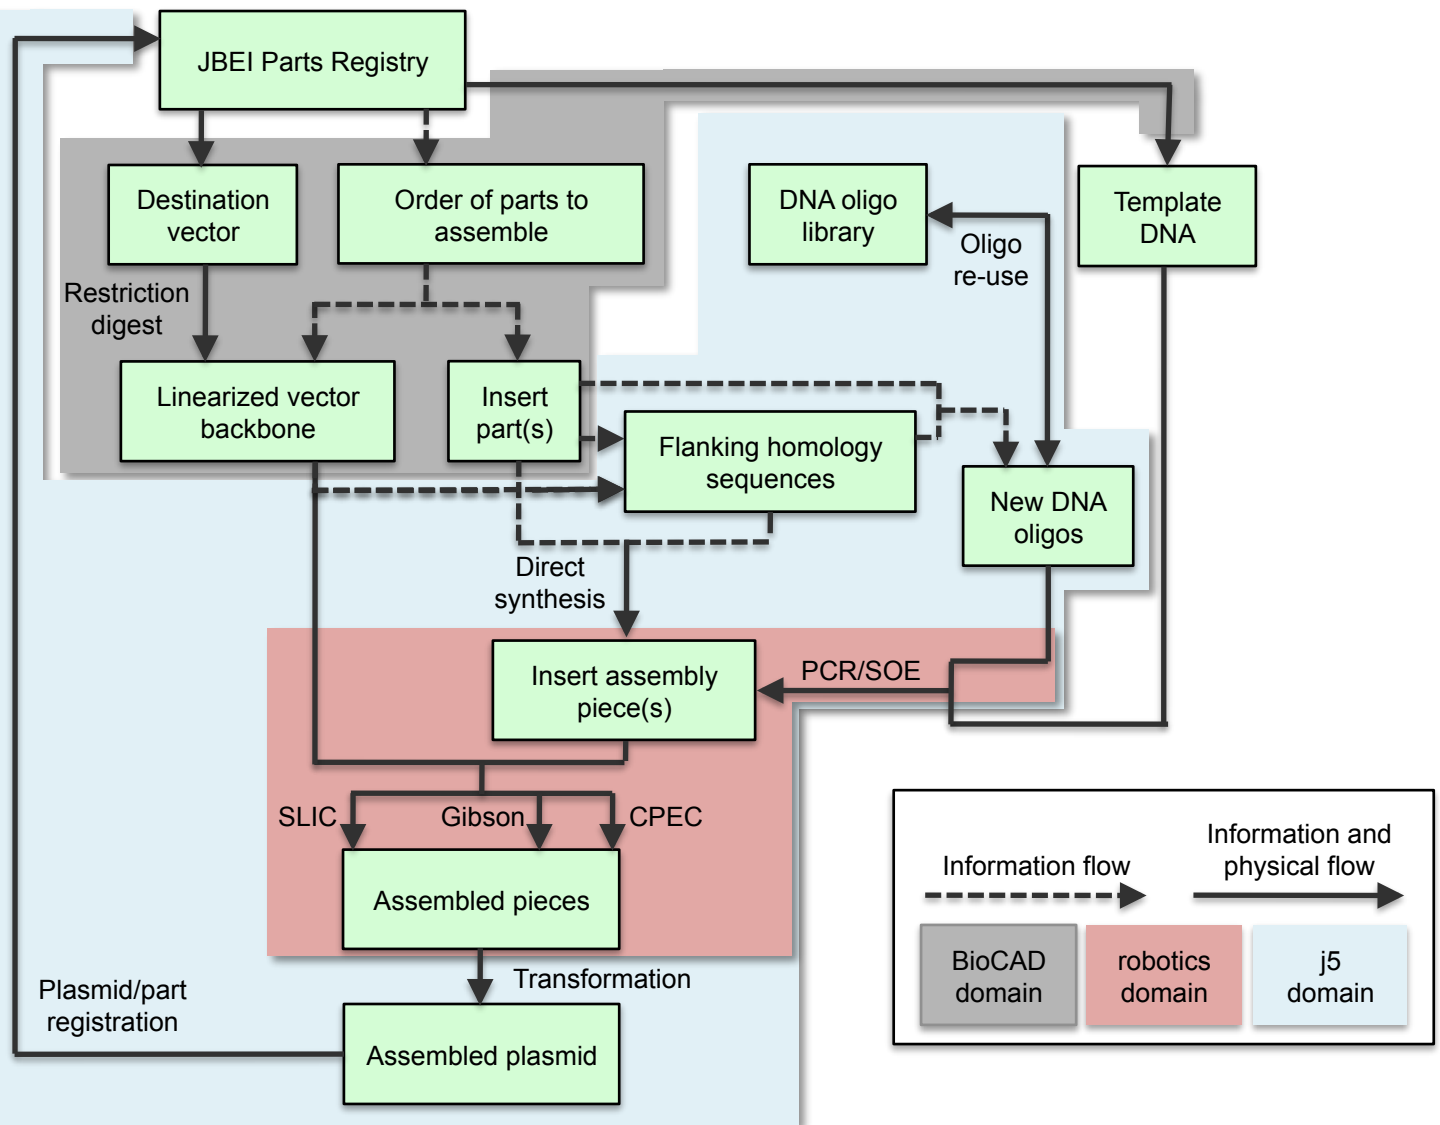 JBEI Parts Registry
Destination
vector
Order of parts to
assemble
DNA oligo
library
Template
DNA
Oligo
re-use
Restriction
digest
Linearized vector
backbone
Insert
part(s)
Flanking homology
sequences
New DNA
oligos
Direct
synthesis
Insert assembly
piece(s)
PCR/SOE
SLIC
Gibson
CPEC
Assembled pieces
Transformation
Plasmid/part
registration
Assembled plasmid
Information flow
Information and
physical flow
BioCAD
domain
robotics
domain
j5
domain